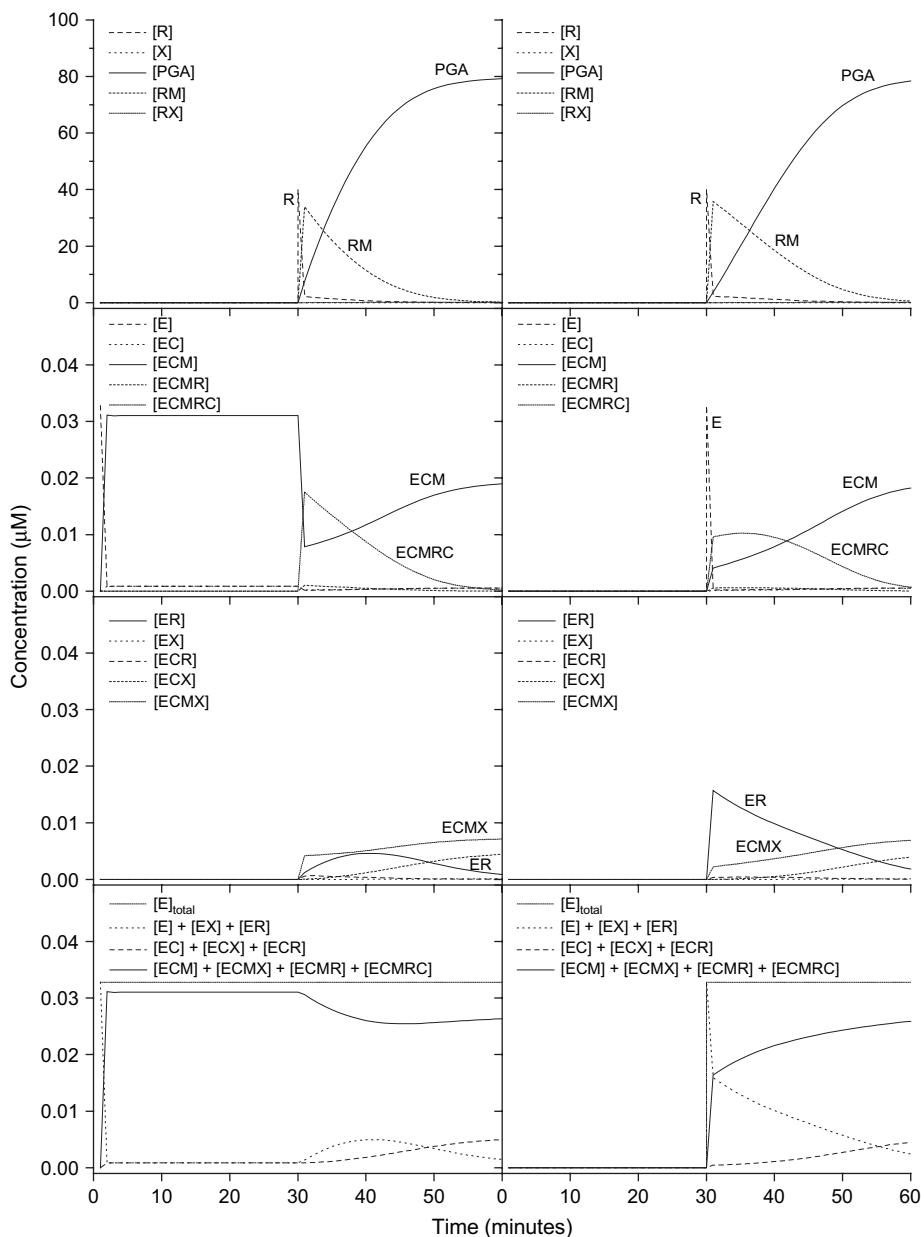 100
80
60
40
20
0
[R]
[X]
[PGA]
[RM]
[RX]
PGA
R
RM
[R]
[X]
[PGA]
[RM]
[RX]
PGA
R
RM
0.04
0.03
0.02
0.01
0.00
[E]
[EC]
[ECM]
[ECMR]
[ECMRC]
ECM
ECMRC
[E]
[EC]
[ECM]
[ECMR]
[ECMRC]
E
ECM
ECMRC
Concentration (μM)
0.04
0.03
0.02
0.01
0.00
[ER]
[EX]
[ECR]
[ECX]
[ECMX]
ECMX
ER
[ER]
[EX]
[ECR]
[ECX]
[ECMX]
ER
ECMX
0.04
0.03
0.02
0.01
0.00
[E]total
[E] + [EX] + [ER]
[EC] + [ECX] + [ECR]
[ECM] + [ECMX] + [ECMR] + [ECMRC]
[E]total
[E] + [EX] + [ER]
[EC] + [ECX] + [ECR]
[ECM] + [ECMX] + [ECMR] + [ECMRC]
0 10 20 30 40 50 0 10 20 30 40 50 60
Time (minutes)